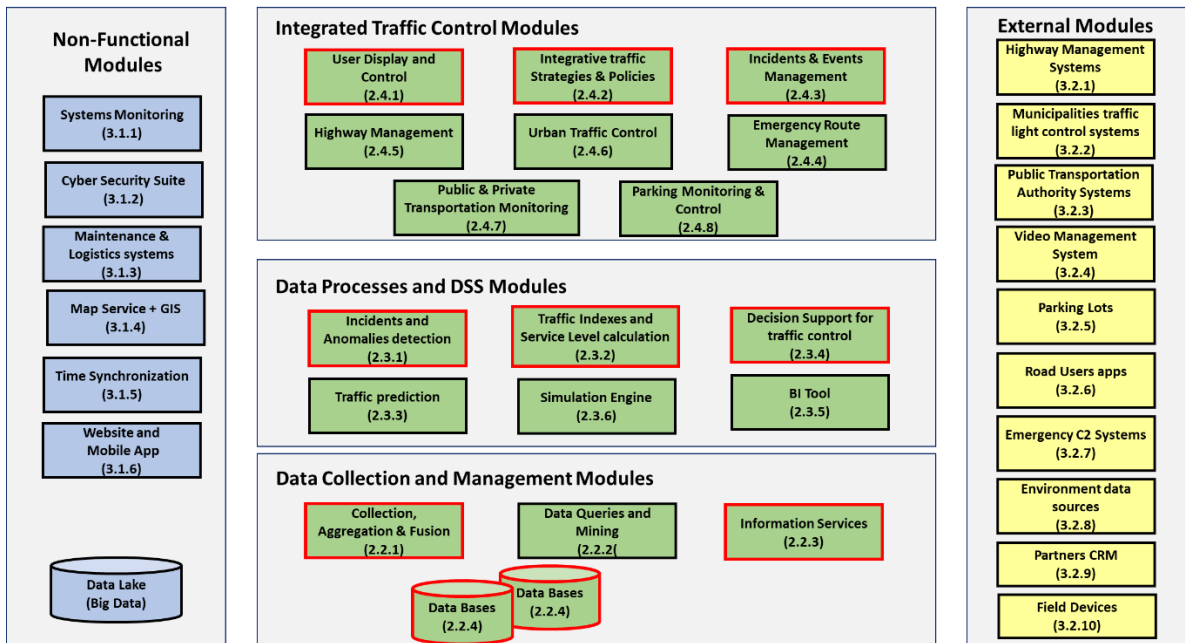 Non-Functional
Modules
Systems Monitoring
(3.1.1)
Cyber Security Suite
(3.1.2)
Maintenance &
Logistics systems
(3.1.3)
Map Service + GIS
(3.1.4)
Time Synchronization
(3.1.5)
Website and
Mobile App
(3.1.6)
Data Lake
(Big Data)
Integrated Traffic Control Modules
User Display and
Control
(2.4.1)
Integrative traffic
Strategies & Policies
(2.4.2)
Incidents & Events
Management
(2.4.3)
Highway Management
(2.4.5)
Urban Traffic Control
(2.4.6)
Emergency Route
Management
(2.4.4)
Public & Private
Transportation Monitoring
(2.4.7)
Parking Monitoring &
Control
(2.4.8)
Data Processes and DSS Modules
Incidents and
Anomalies detection
(2.3.1)
Traffic Indexes and
Service Level calculation
(2.3.2)
Decision Support for
traffic control
(2.3.4)
Traffic prediction
(2.3.3)
Simulation Engine
(2.3.6)
BI Tool
(2.3.5)
Data Collection and Management Modules
Collection,
Aggregation & Fusion
(2.2.1)
Data Queries and
Mining
(2.2.2(
Information Services
(2.2.3)
Data Bases
(2.2.4)
Data Bases
(2.2.4)
External Modules
Highway Management
Systems
(3.2.1)
Municipalities traffic
light control systems
(3.2.2)
Public Transportation
Authority Systems
(3.2.3)
Video Management
System
(3.2.4)
Parking Lots
(3.2.5)
Road Users apps
(3.2.6)
Emergency C2 Systems
(3.2.7)
Environment data
sources
(3.2.8)
Partners CRM
(3.2.9)
Field Devices
(3.2.10)